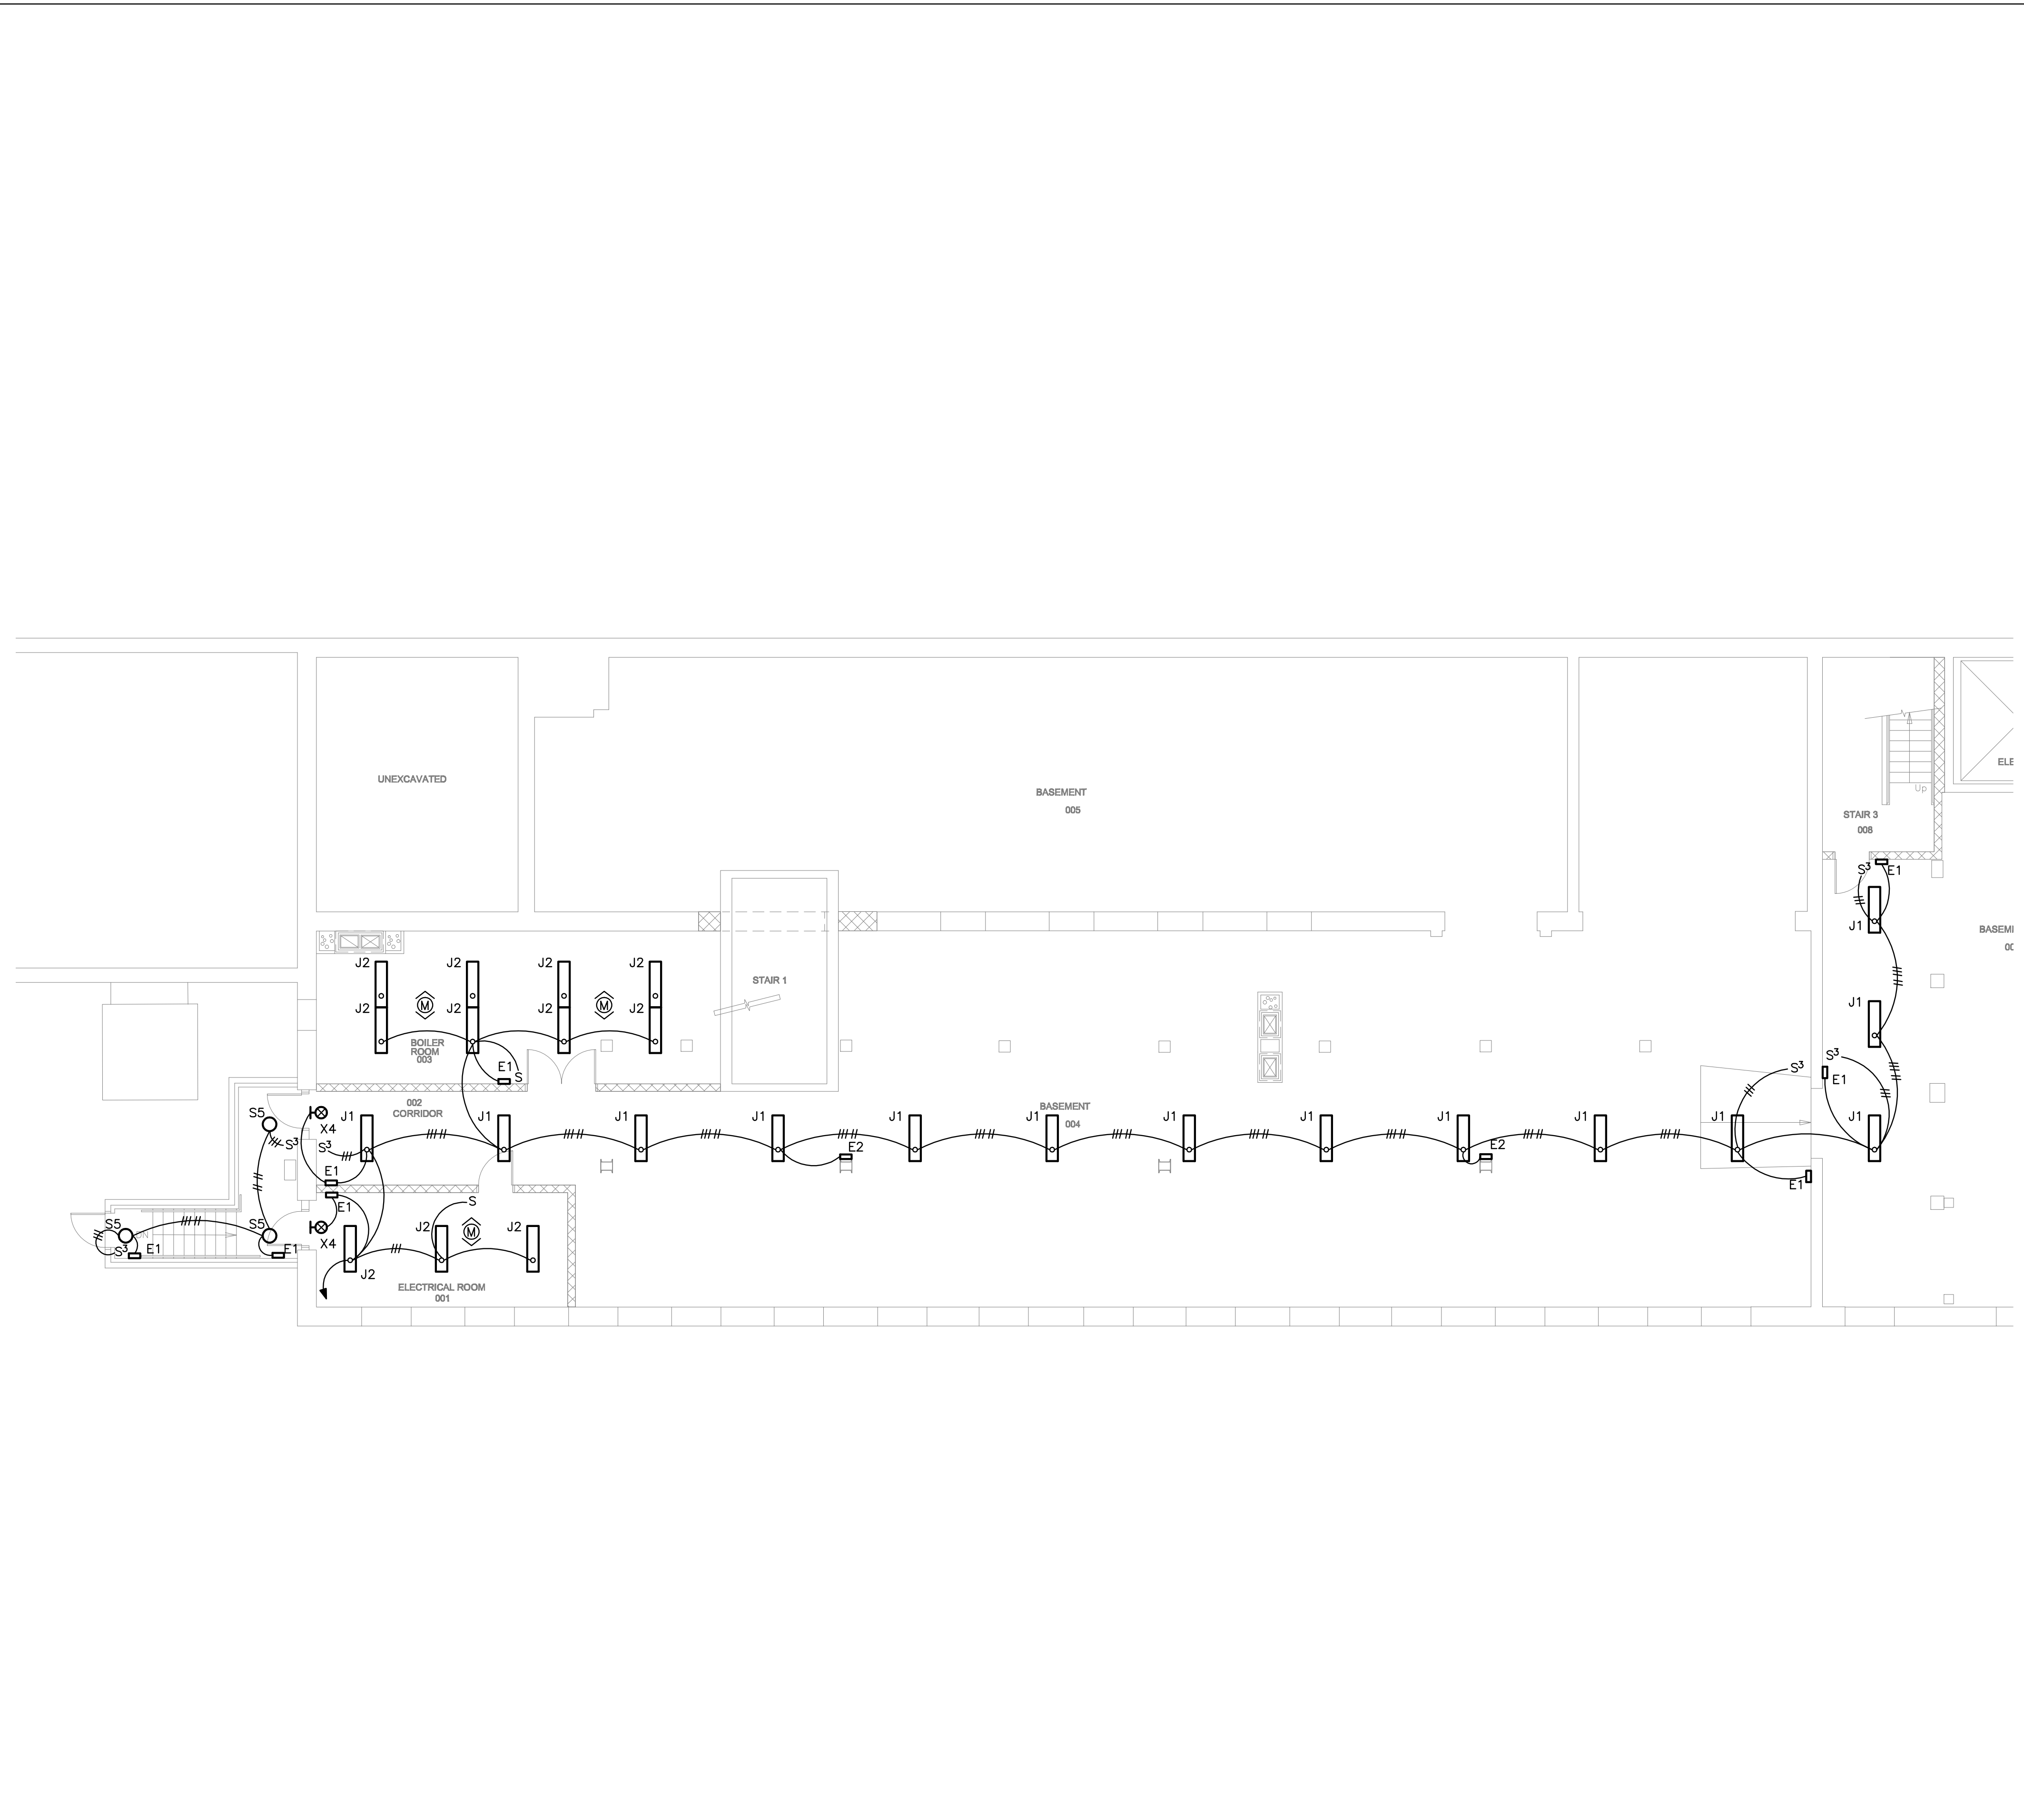 UNEXCAVATED
BASEMENT
005
ELE
Up
STAIR 3
008
S3
E1
J1
BASEM
00
J2
J2
J2
J2
STAIR 1
M
M
J2
J2
J2
J2
J1
BOILER
ROOM
003
E1
S
S3
S3
E1
002
CORRIDOR
BASEMENT
004
S5
X4
J1
J1
J1
J1
J1
J1
J1
J1
J1
J1
J1
J1
S3
S3
E2
E2
E1
E1
E1
S
S5
S5
X4
J2
M
J2
S3
E1
E1
J2
ELECTRICAL ROOM
001